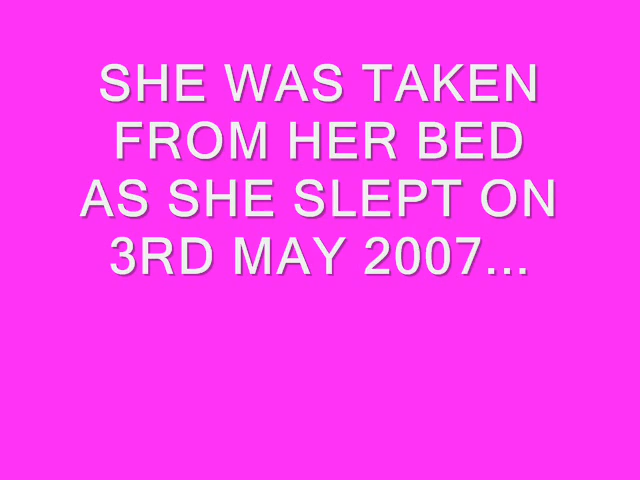 SHE WAS TAKEN
FROM HER BED
AS SHE SLEPT ON
3RD MAY 2007...